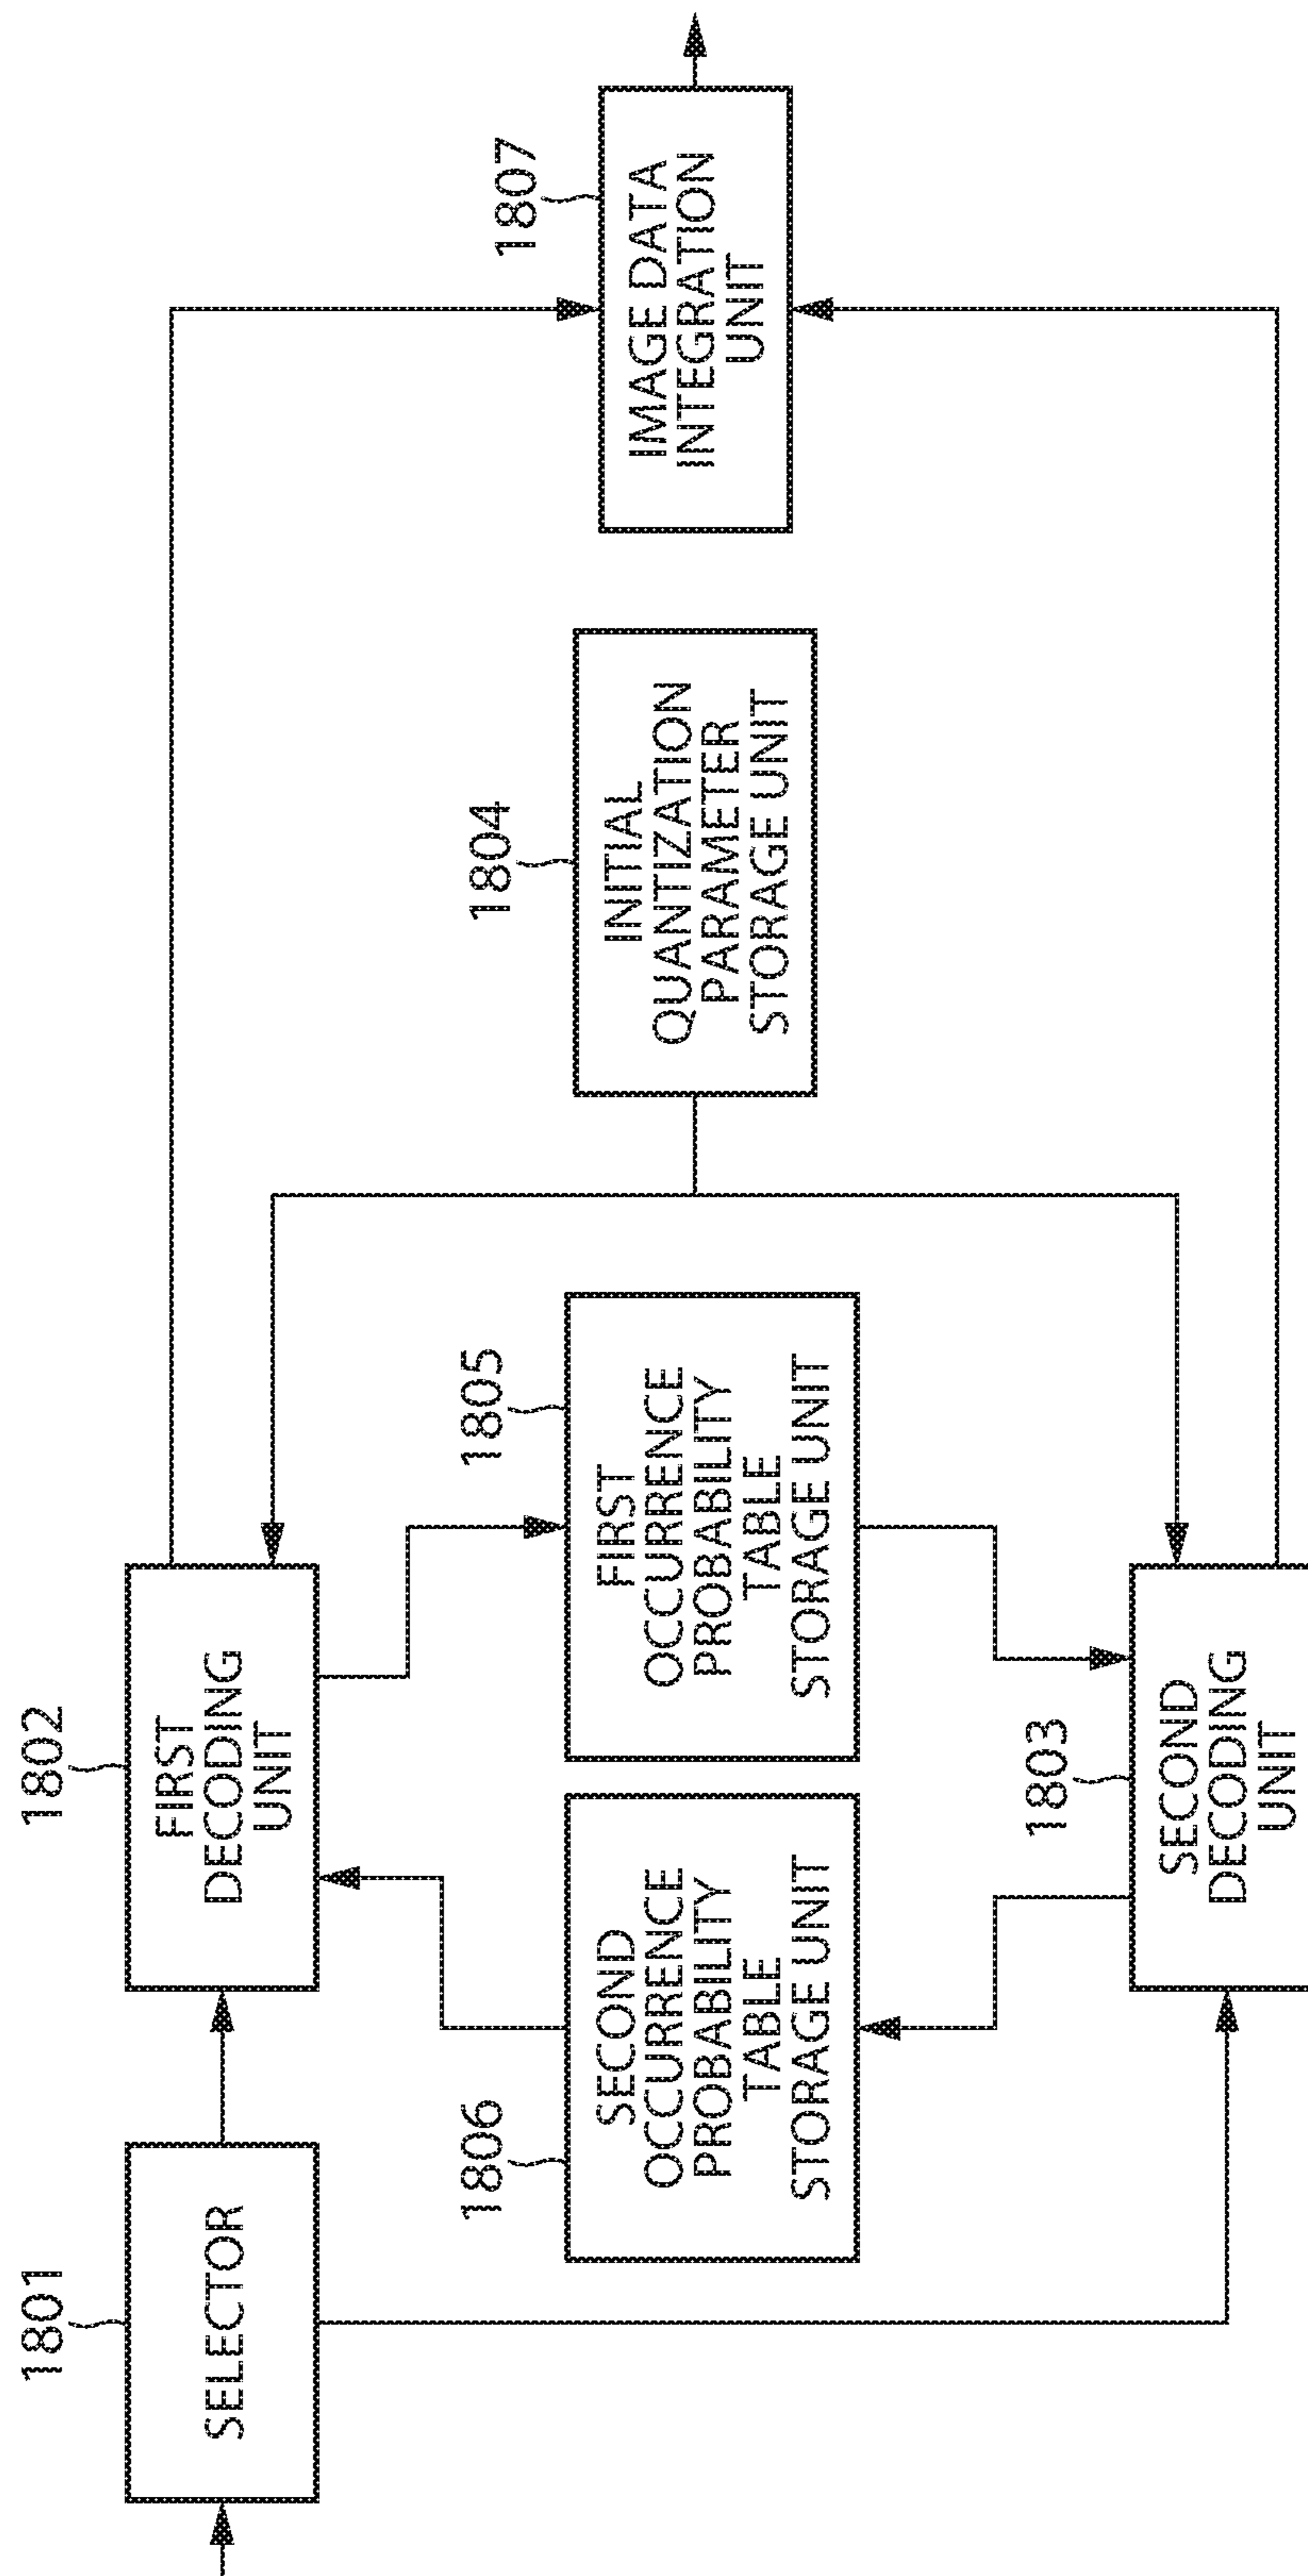 1801
SELECTOR
1802
FIRST
DECODING
UNIT
1806
SECOND
OCCURRENCE
PROBABILITY
TABLE
STORAGE UNIT
1805
FIRST
OCCURRENCE
PROBABILITY
TABLE
STORAGE UNIT
1803
SECOND
DECODING
UNIT
1804
INITIAL
QUANTIZATION
PARAMETER
STORAGE UNIT
1807
IMAGE DATA
INTEGRATION
UNIT